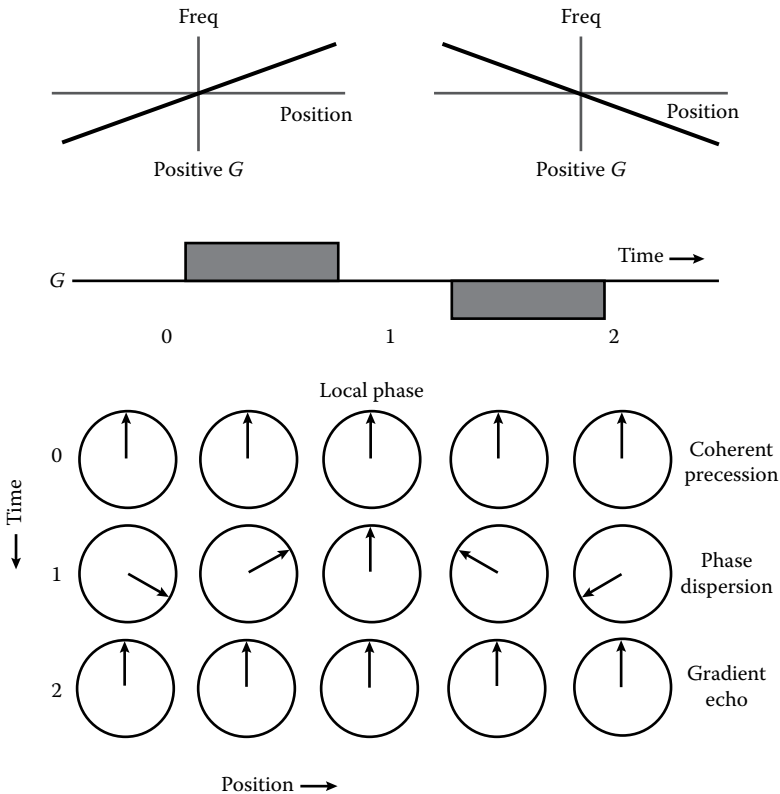 Freq
Position
Positive G
Freq
Position
Positive G
Time
G
0 1 2
Local phase
0
Coherent
precession
Time
1
Phase
dispersion
2
Gradient
echo
Position